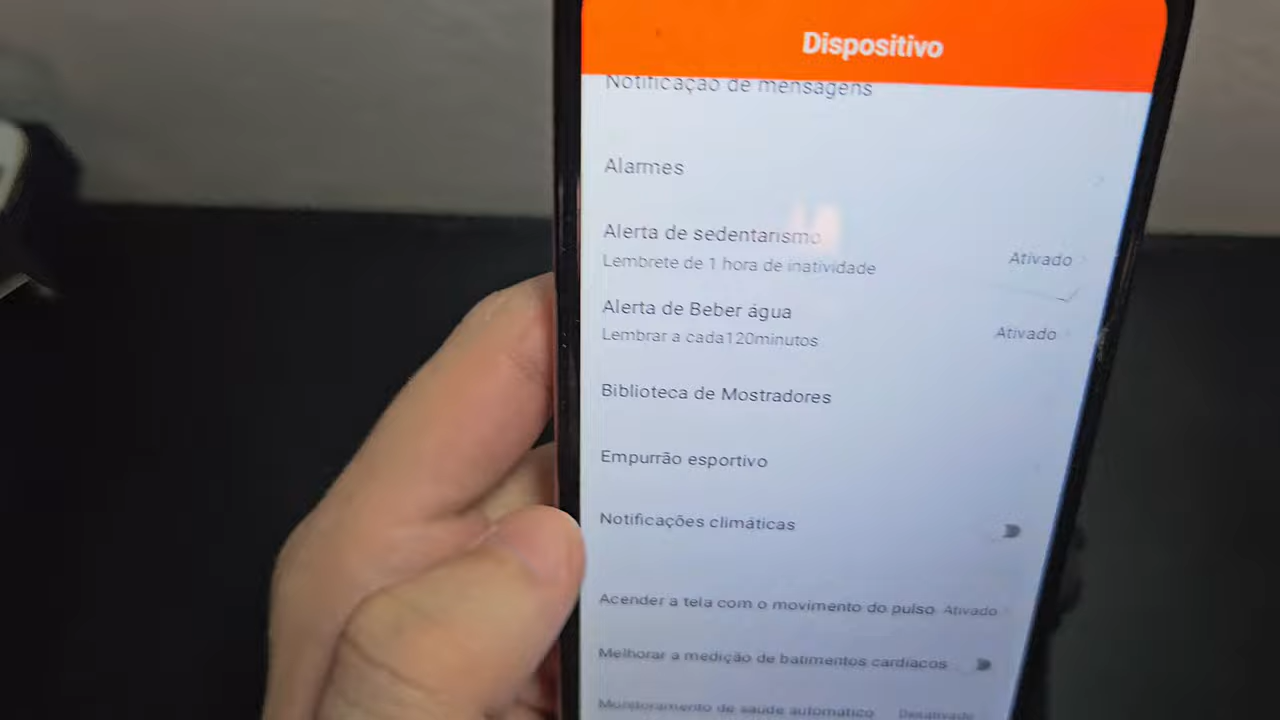 Dispositivo
Notificação de mensagens
Alarmes
Alerta de sedentarismo
Lembrete de 1 hora de inatividade
Ativado
Alerta de Beber água
Lembrar a cada120minutos
Ativado
Biblioteca de Mostradores
Empurrão esportivo
Notificações climáticas
Acender a tela com o movimento do pulso Ativado
Melhorar a medição de batimentos cardíacos
Monitoramento de saúde automático Desativado